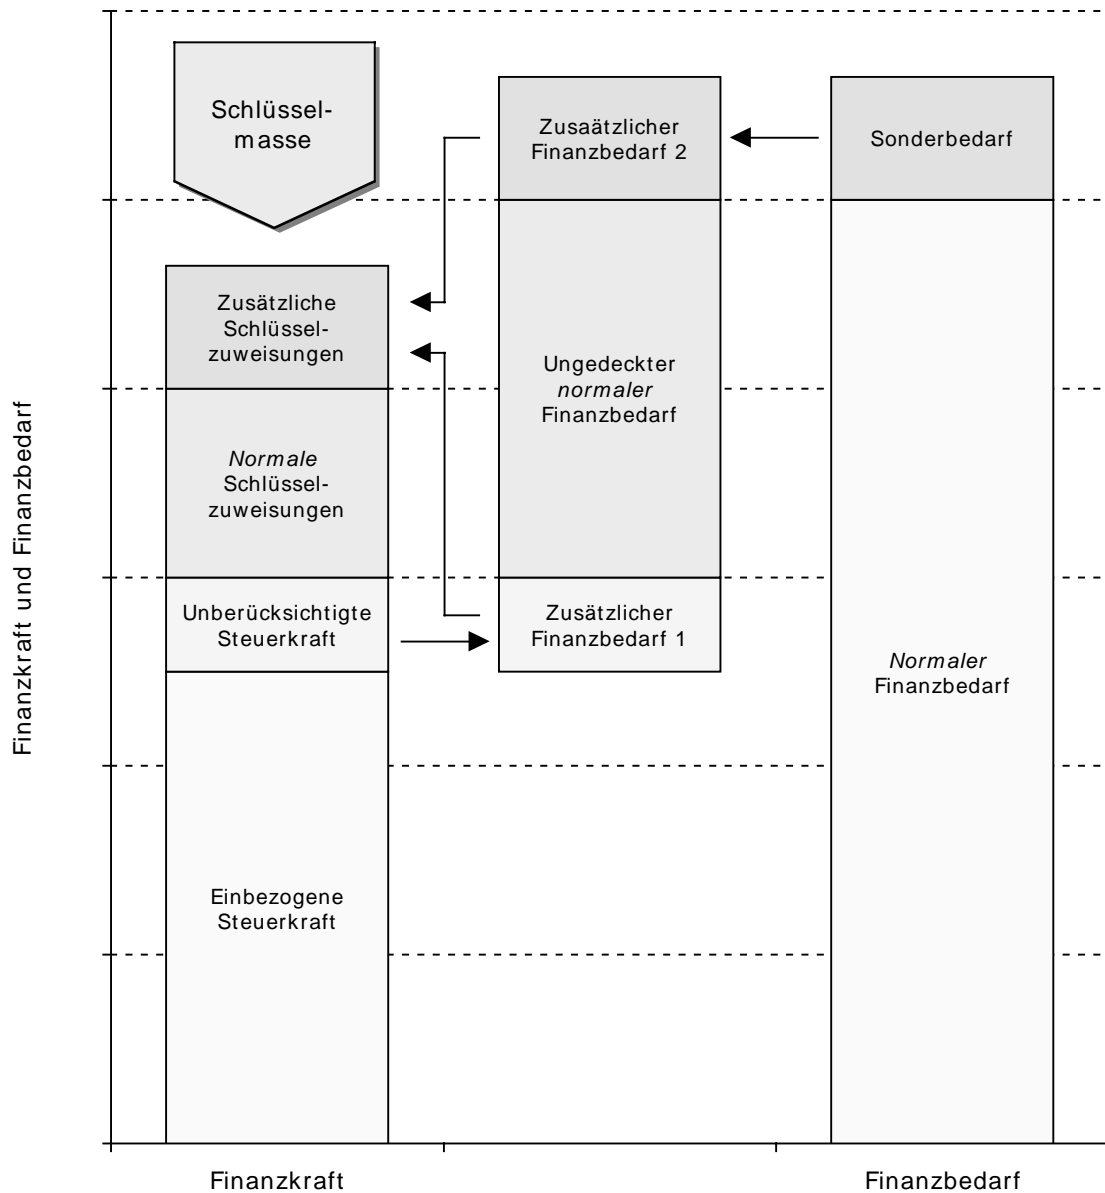 Schlüssel-
masse
Zusaätzlicher
Finanzbedarf 2
Sonderbedarf
Zusätzliche
Schlüssel-
zuweisungen
Ungedeckter
normaler
Finanzbedarf
Normale
Schlüssel-
zuweisungen
Unberücksichtigte
Steuerkraft
Zusätzlicher
Finanzbedarf 1
Normaler
Finanzbedarf
Einbezogene
Steuerkraft
Finanzkraft und Finanzbedarf
Finanzkraft
Finanzbedarf